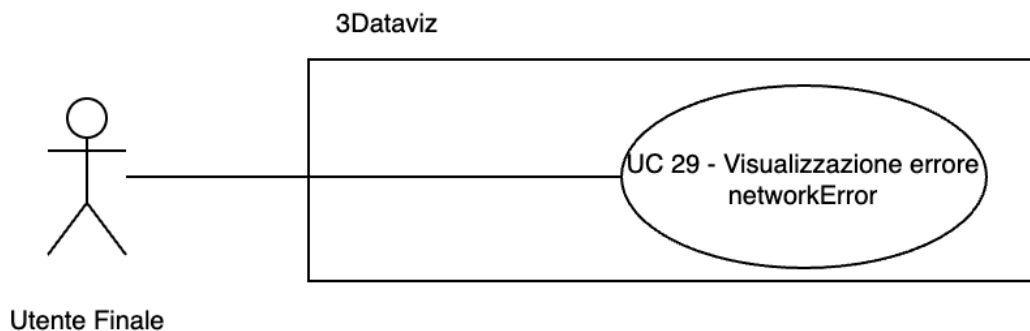 3Dataviz
UC 29 - Visualizzazione errore
networkError
Utente Finale